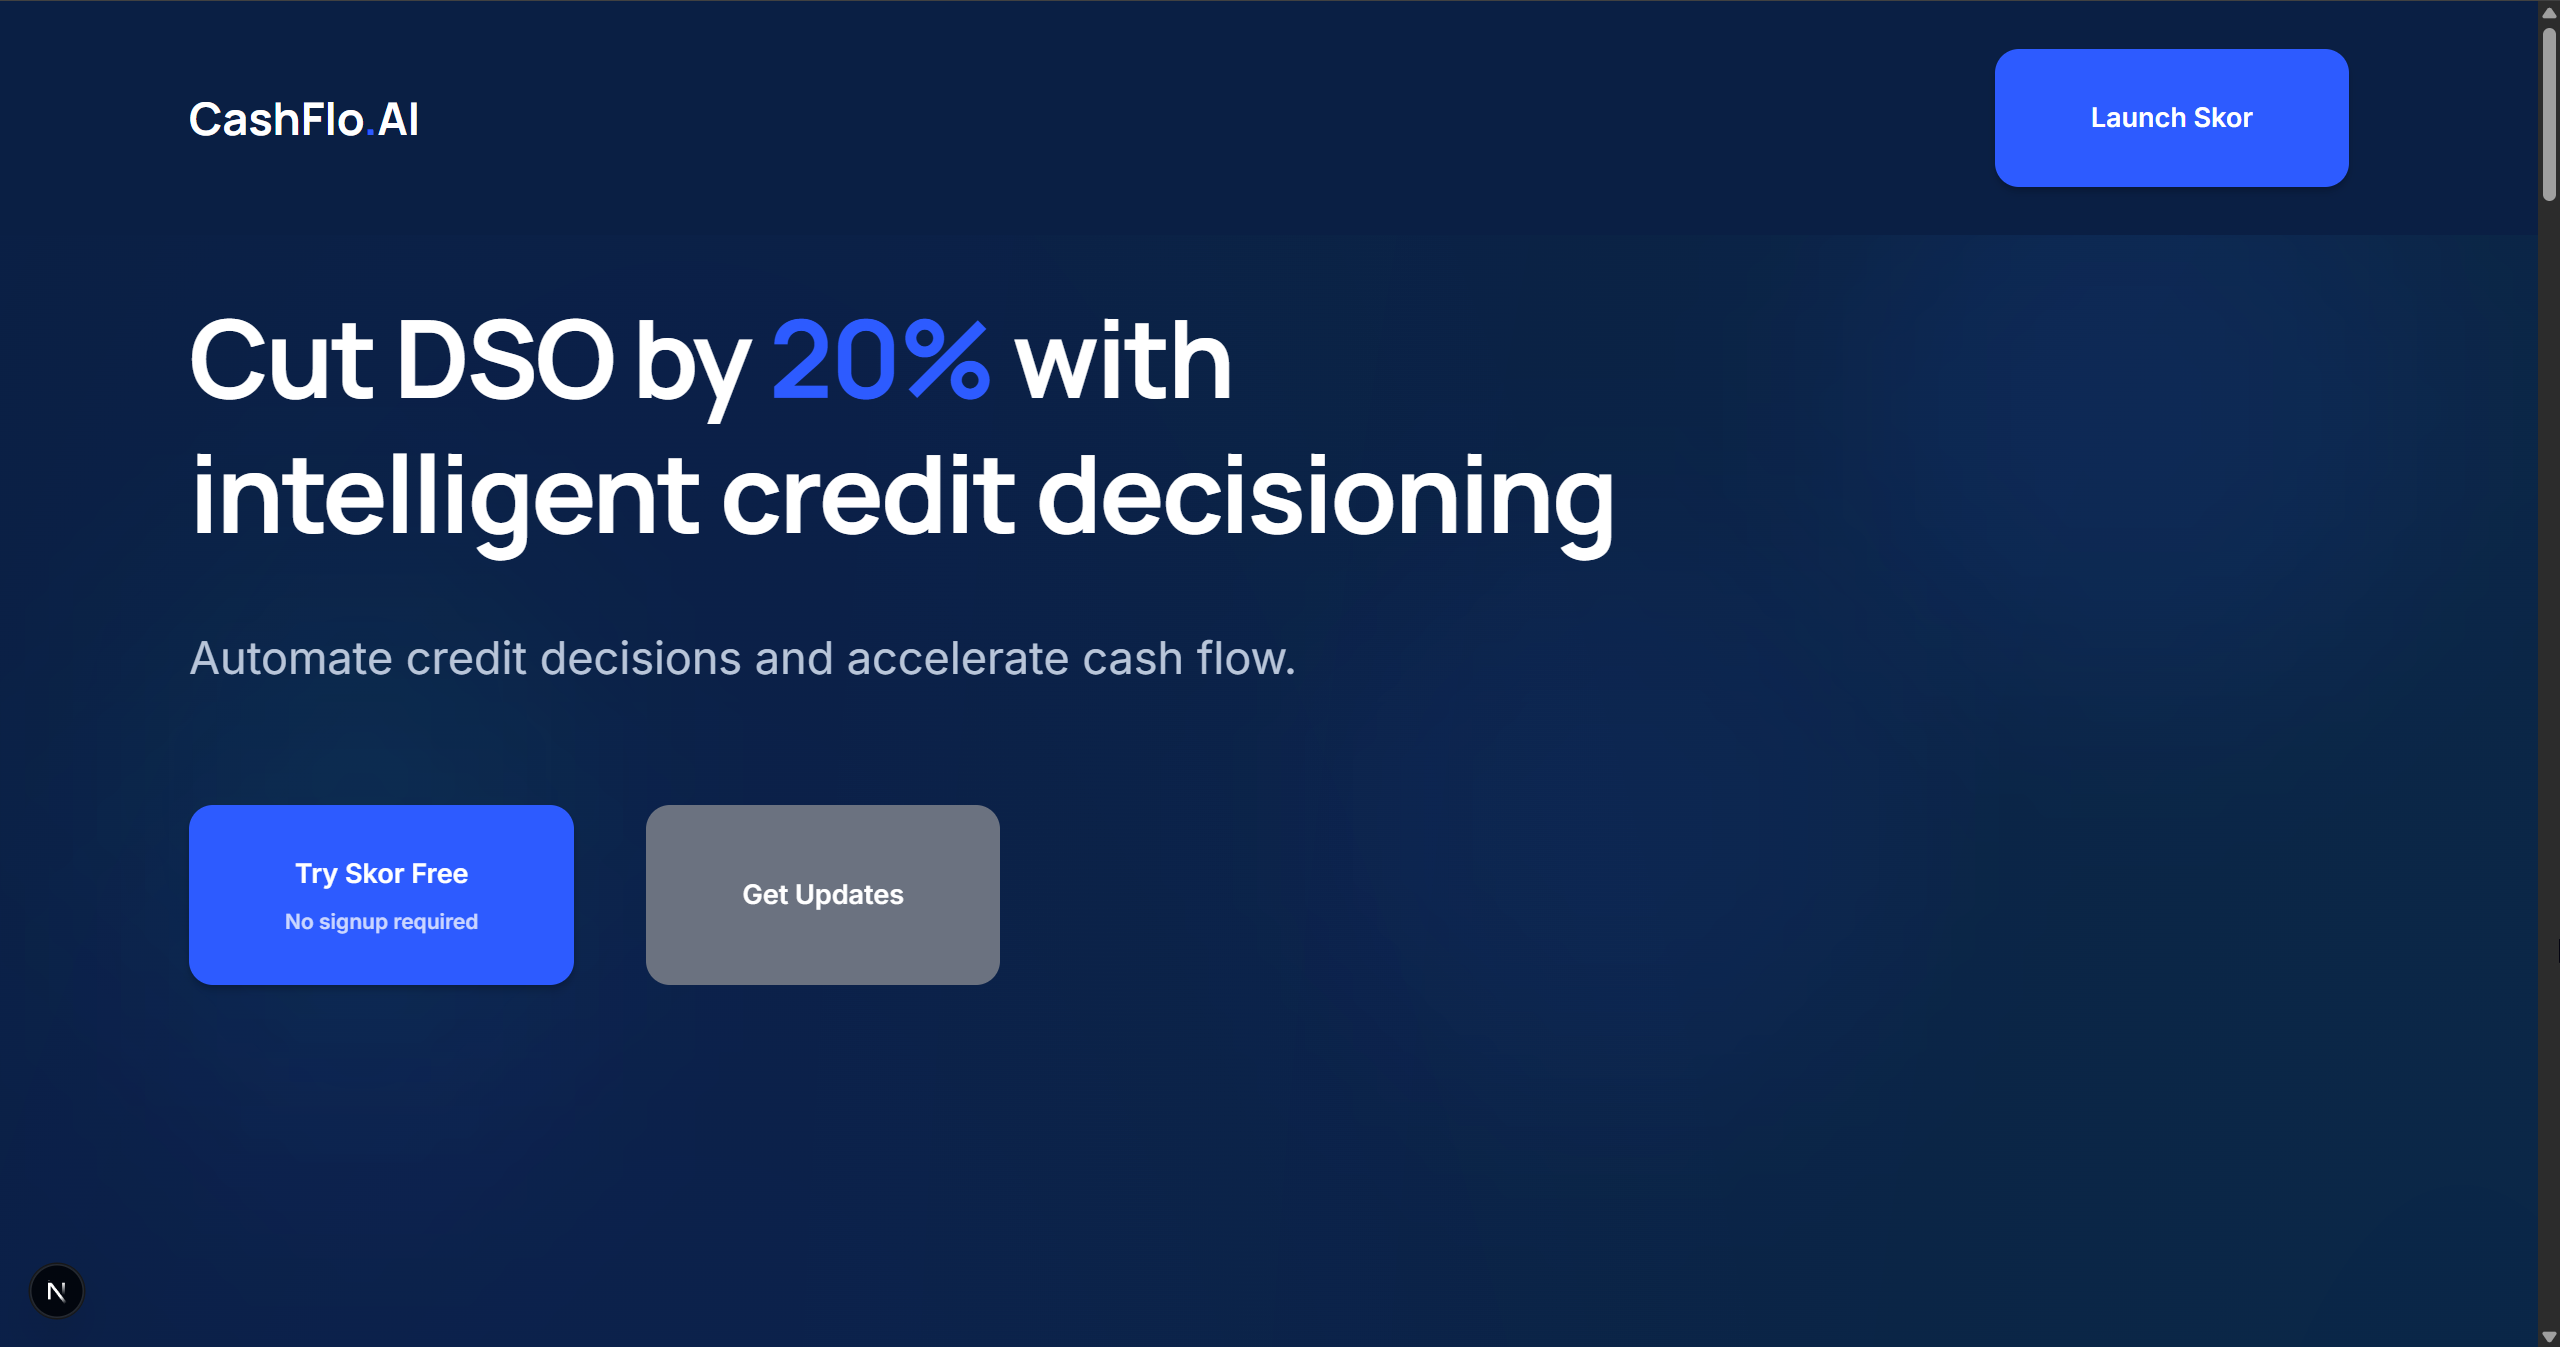 CashFlo.AI
Launch Skor
Cut DSO by 20% with
intelligent credit decisioning
Automate credit decisions and accelerate cash flow.
Try Skor Free
No signup required
Get Updates
N